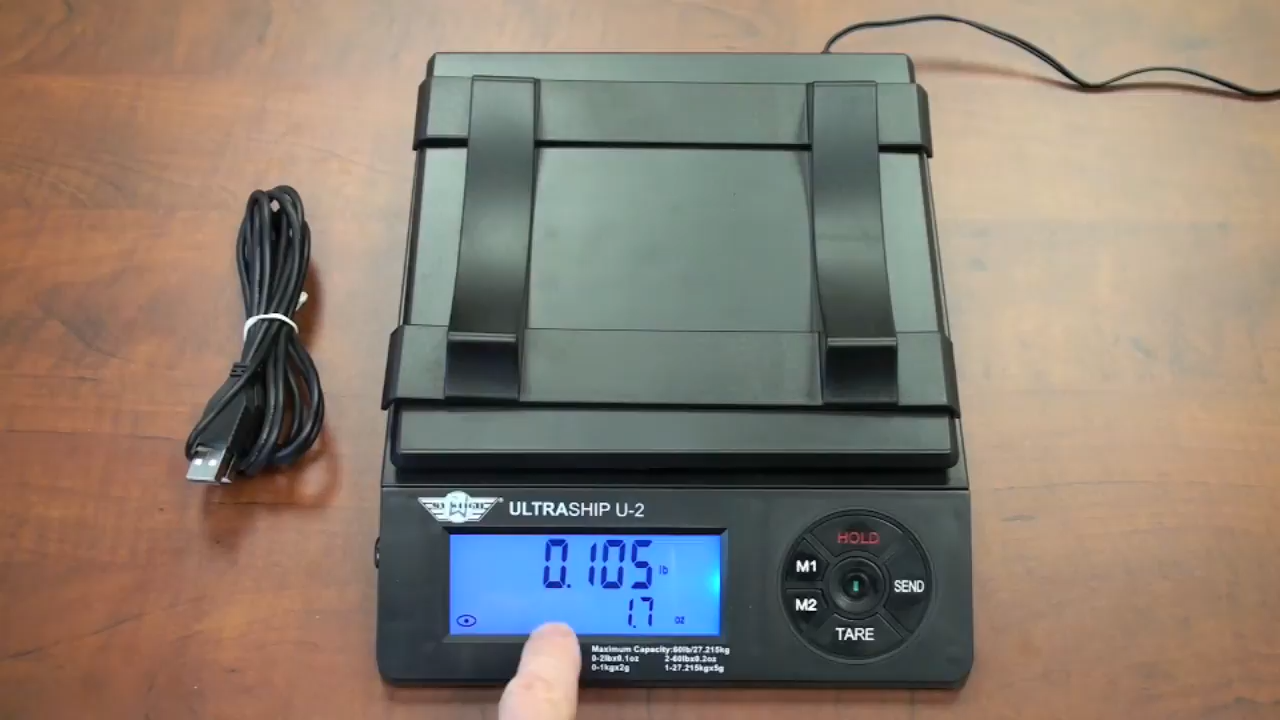 ULTRASHIP U-2
0.105 lb
1.7 oz
HOLD
M1
SEND
M2
TARE
Maximum Capacity:60lb/27.215kg
0-2lbx0.1oz 2-60lbx0.2oz
0-1kgx2g 1-27.215kgx5g